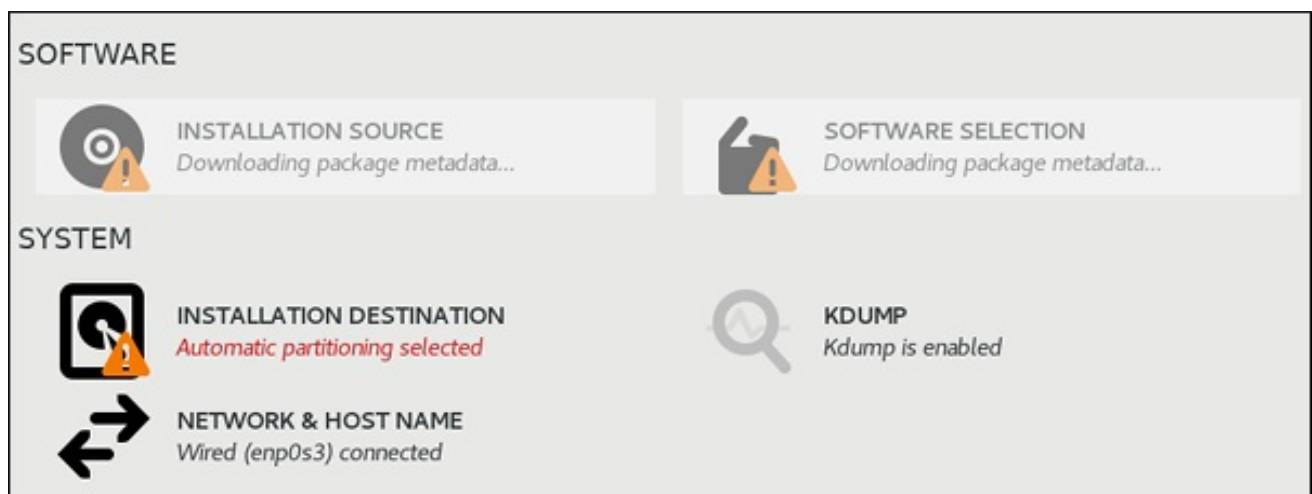 SOFTWARE
INSTALLATION SOURCE
Downloading package metadata...
SOFTWARE SELECTION
Downloading package metadata...
SYSTEM
INSTALLATION DESTINATION
Automatic partitioning selected
KDUMP
Kdump is enabled
NETWORK & HOST NAME
Wired (enp0s3) connected